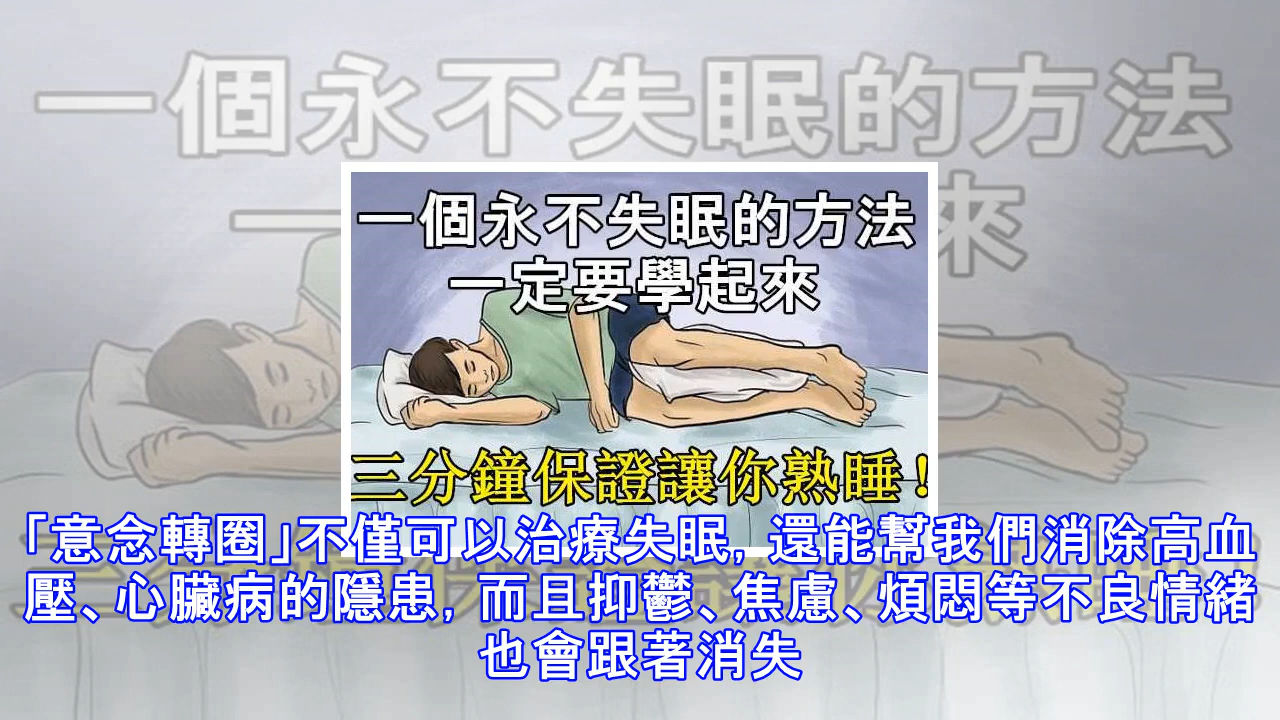 一個永不失眠的方法
一定要學起來
三分鐘保證讓你熟睡!
「意念轉圈」不僅可以治療失眠, 還能幫我們消除高血
壓、心臟病的隱患, 而且抑鬱、焦慮、煩悶等不良情緒
也會跟著消失